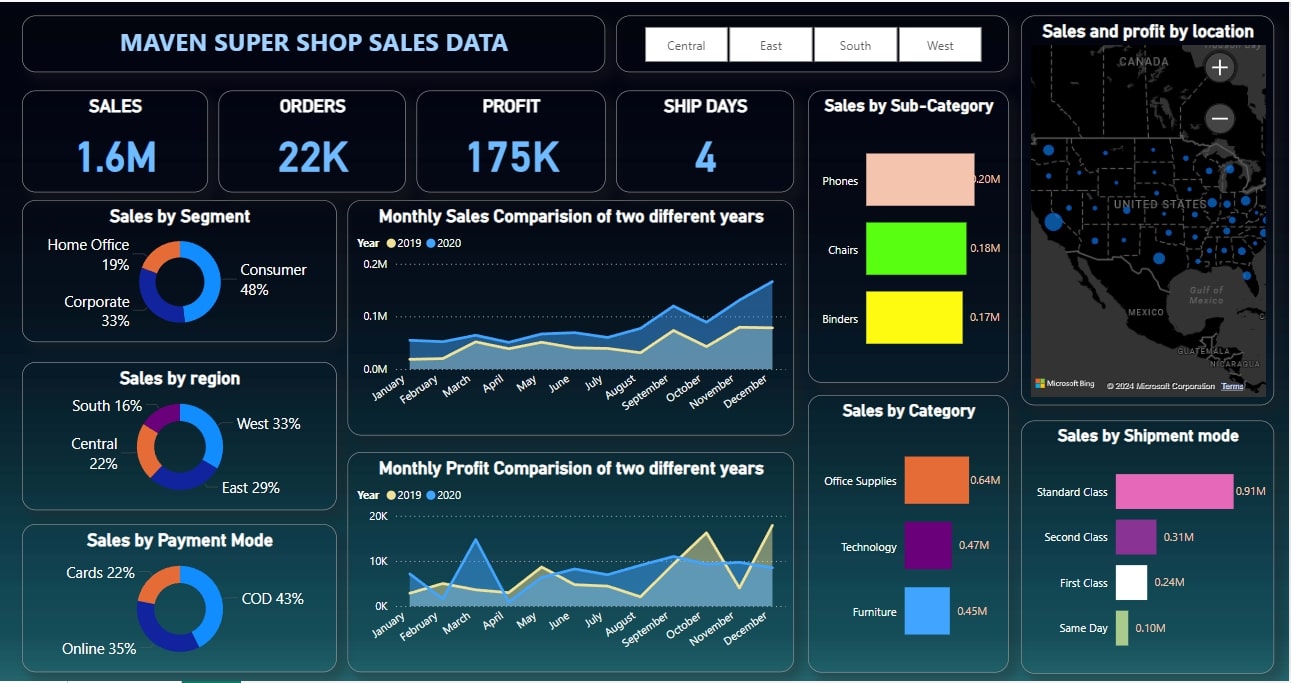 MAVEN SUPER SHOP SALES DATA
Central
East
South
West
Sales and profit by location
SALES
1.6M
ORDERS
22K
PROFIT
175K
SHIP DAYS
4
Sales by Segment
Home Office
19%
Corporate
33%
Consumer
48%
Sales by region
South 16%
Central
22%
West 33%
East 29%
Sales by Payment Mode
Cards 22%
COD 43%
Online 35%
Monthly Sales Comparision of two different years
Year 2019 2020
0.2M
0.1M
0.0M
January
February
March
April
May
June
July
August
September
October
November
December
Monthly Profit Comparision of two different years
Year 2019 2020
20K
10K
0K
January
February
March
April
May
June
July
August
September
October
November
December
Sales by Sub-Category
Phones 0.20M
Chairs 0.18M
Binders 0.17M
Sales by Category
Office Supplies 0.64M
Technology 0.47M
Furniture 0.45M
CANADA
+
−
UNITED STATES
Gulf of
Mexico
MEXICO
GUATEMALA
NICARAGUA
Microsoft Bing
© 2024 Microsoft Corporation Terms
Sales by Shipment mode
Standard Class 0.91M
Second Class 0.31M
First Class 0.24M
Same Day 0.10M